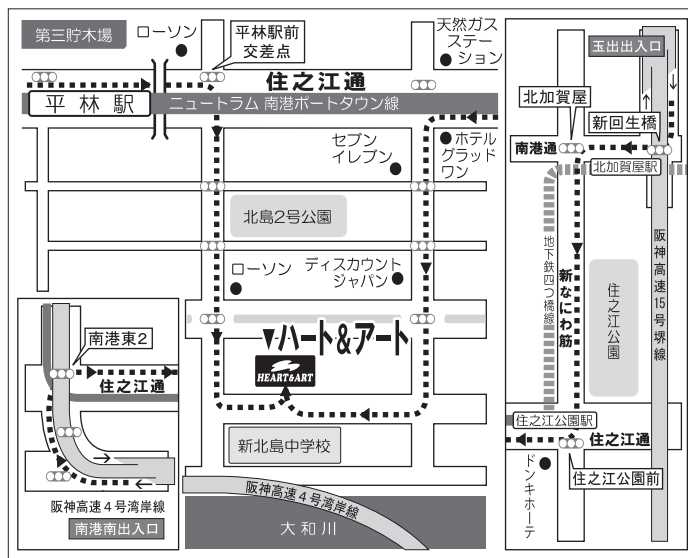 第三貯木場
ローソン
平林駅前
交差点
天然ガス
ステー
ション
住之江通
平林駅
ニュートラム 南港ポートタウン線
セブン
イレブン
ホテル
グラッド
ワン
北島2号公園
ローソン
ディスカウント
ジャパン
▼ハート&アート
HEART&ART
新北島中学校
阪神高速4号湾岸線
大和川
南港東2
住之江通
阪神高速4号湾岸線
南港南出入口
玉出出入口
北加賀屋
新回生橋
南港通
北加賀屋駅
地下鉄四つ橋線
新なにわ筋
住之江公園
阪神高速15号堺線
住之江公園駅
住之江通
住之江公園前
ドンキホーテ